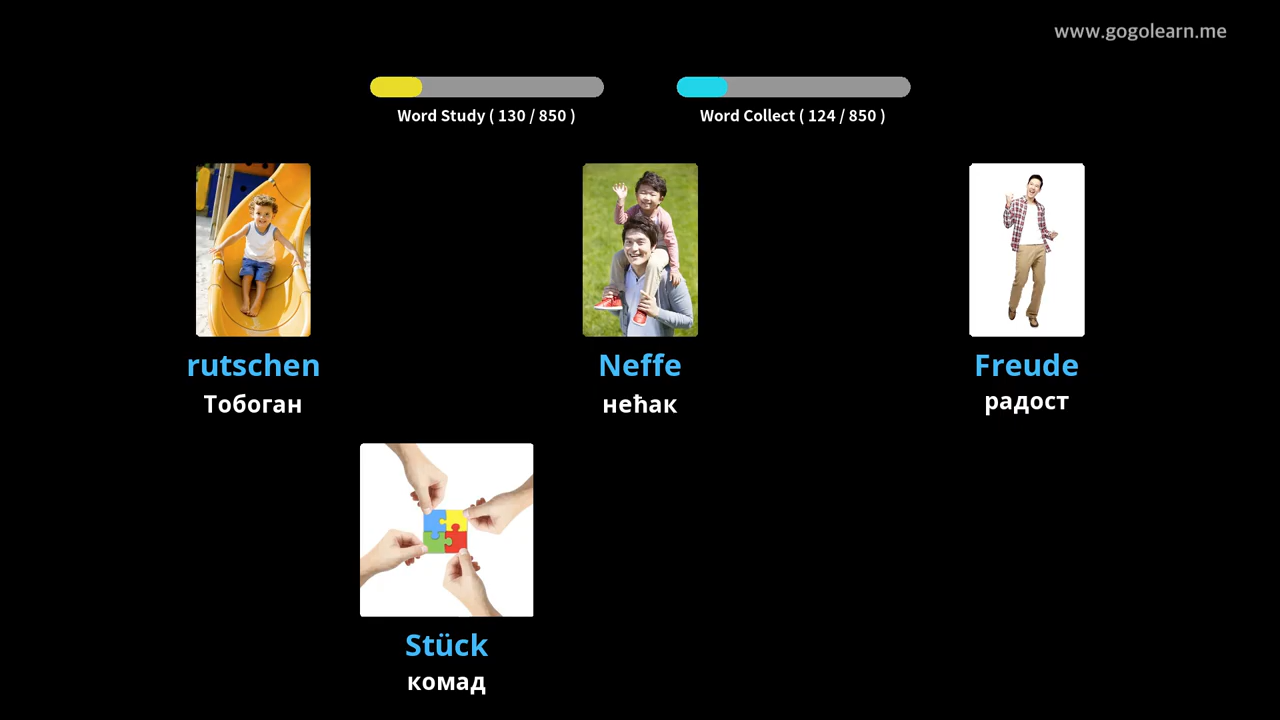 www.gogolearn.me
Word Study ( 130 / 850 )
Word Collect ( 124 / 850 )
rutschen
Тобоган
Neffe
нећак
Freude
радост
Stück
комад